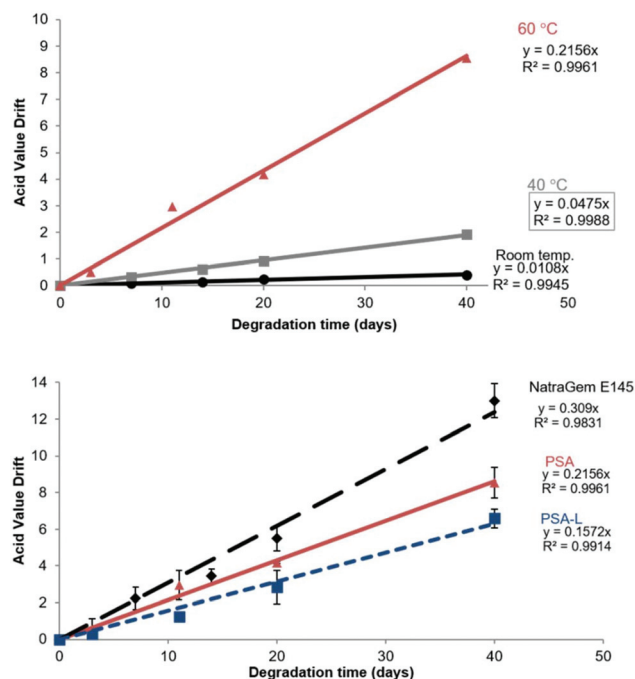 10
9
8
7
6
5
4
3
2
1
0
Acid Value Drift
60 °C
y = 0.2156x
R² = 0.9961
40 °C
y = 0.0475x
R² = 0.9988
Room temp.
y = 0.0108x
R² = 0.9945
0 20 40 50
Degradation time (days)
14
12
10
8
6
4
2
0
Acid Value Drift
NatraGem E145
y = 0.309x
R² = 0.9831
PSA
y = 0.2156x
R² = 0.9961
PSA-L
y = 0.1572x
R² = 0.9914
0 10 20 30 40 50
Degradation time (days)